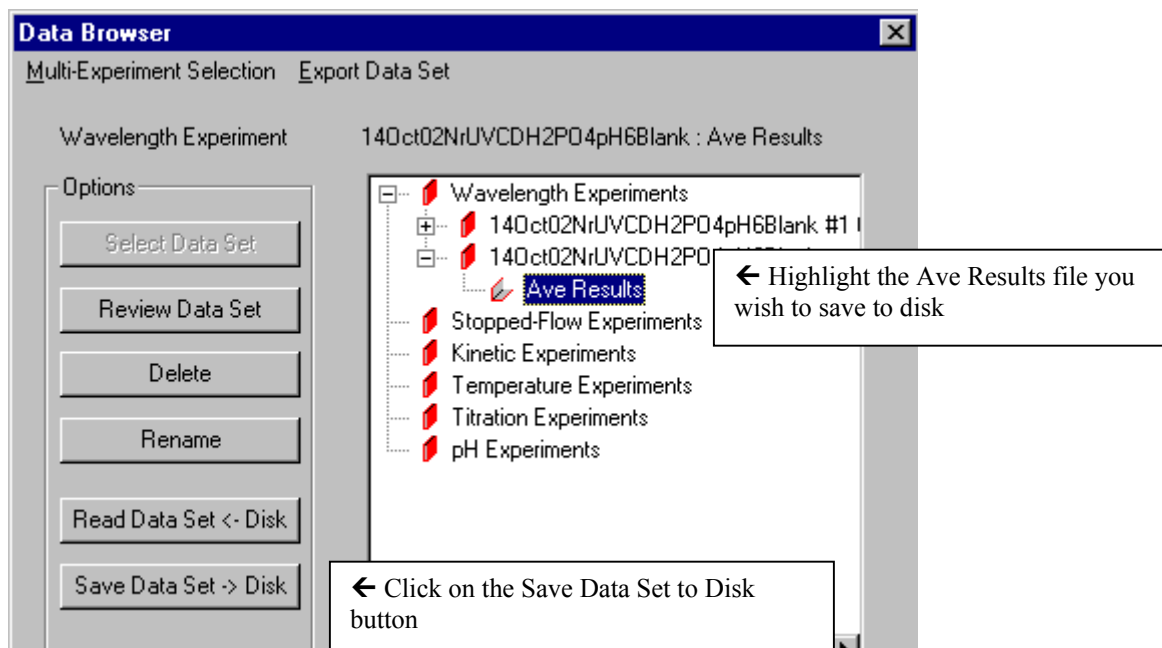 Data Browser
Multi-Experiment Selection Export Data Set
Wavelength Experiment 14Oct02NrUVCDH2PO4pH6Blank : Ave Results
Options
Select Data Set
Review Data Set
Delete
Rename
Read Data Set <- Disk
Save Data Set -> Disk
Wavelength Experiments
14Oct02NrUVCDH2PO4pH6Blank #1
14Oct02NrUVCDH2PO
Ave Results
Stopped-Flow Experiments
Kinetic Experiments
Temperature Experiments
Titration Experiments
pH Experiments
← Highlight the Ave Results file you
wish to save to disk
← Click on the Save Data Set to Disk
button